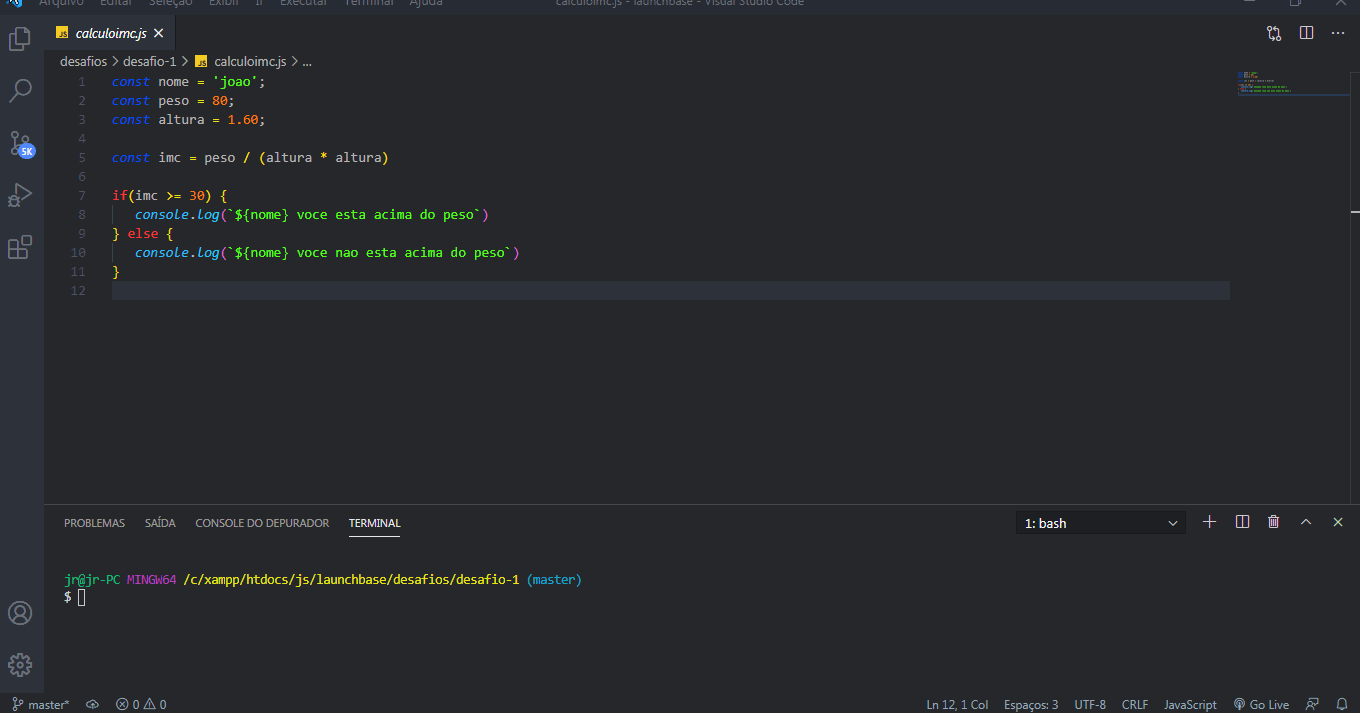 Arquivo Editar Seleção Exibir Ir Executar Terminal Ajuda calculoimc.js - launchbase - Visual Studio Code
JS calculoimc.js
desafios > desafio-1 > JS calculoimc.js > ...
1 const nome = 'joao';
2 const peso = 80;
3 const altura = 1.60;
4
5 const imc = peso / (altura * altura)
6
7 if(imc >= 30) {
8 console.log(`${nome} voce esta acima do peso`)
9 } else {
10 console.log(`${nome} voce nao esta acima do peso`)
11 }
12
5K
PROBLEMAS SAÍDA CONSOLE DO DEPURADOR TERMINAL 1: bash
jr@jr-PC MINGW64 /c/xampp/htdocs/js/launchbase/desafios/desafio-1 (master)
$
master* 0 0 Ln 12, 1 Col Espaços: 3 UTF-8 CRLF JavaScript Go Live